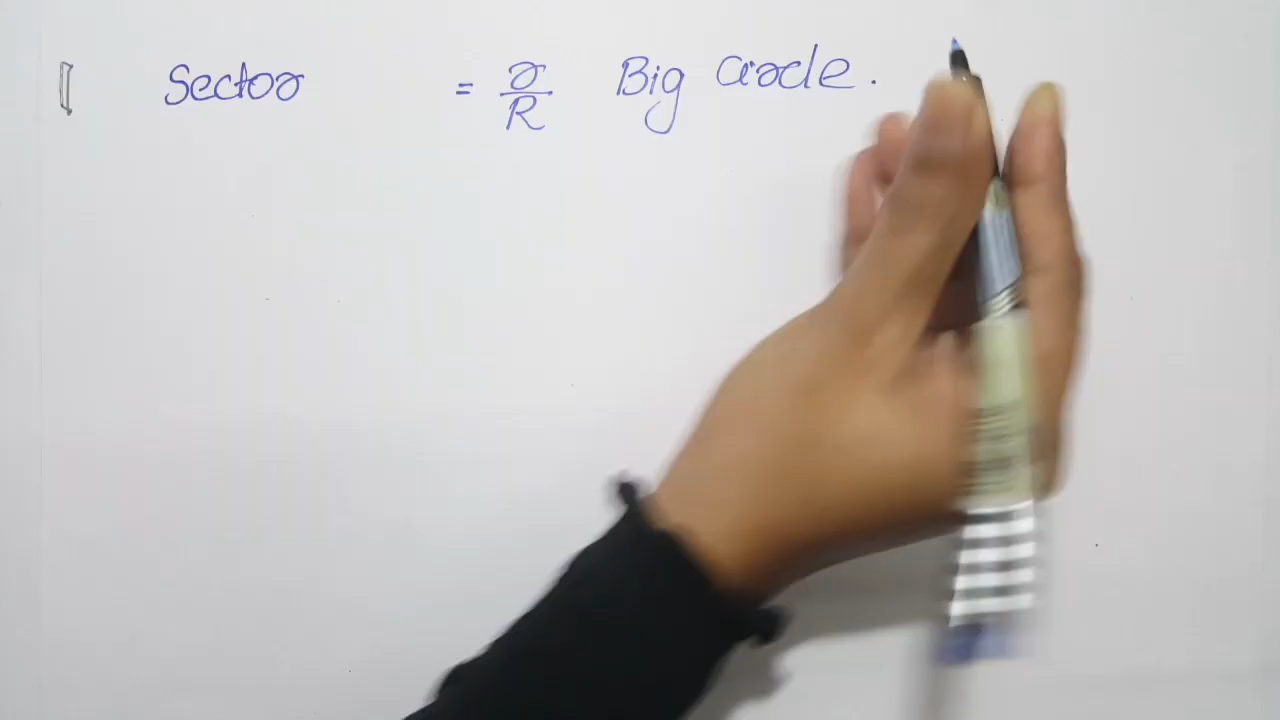 Sector = r/R Big Circle.